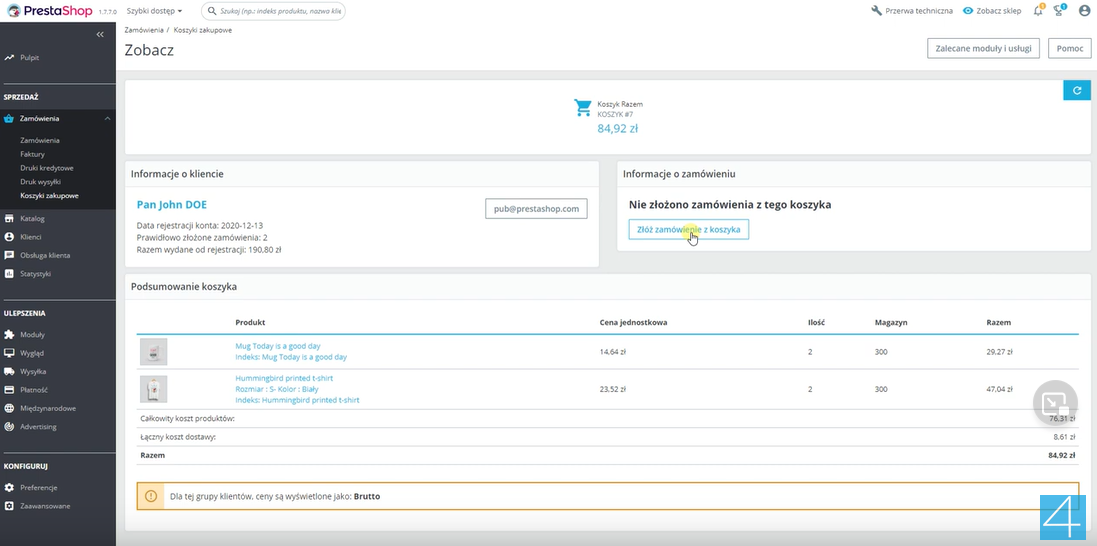 PrestaShop 1.7.7.0 Szybki dostęp Szukaj (np.: indeks produktu, nazwa klie Przerwa techniczna Zobacz sklep
Zamówienia / Koszyki zakupowe
Zobacz
Zalecane moduły i usługi Pomoc
Pulpit
SPRZEDAŻ
Zamówienia
Zamówienia
Faktury
Druki kredytowe
Druk wysyłki
Koszyki zakupowe
Katalog
Klienci
Obsługa klienta
Statystyki
ULEPSZENIA
Moduły
Wygląd
Wysyłka
Płatność
Międzynarodowe
Advertising
KONFIGURUJ
Preferencje
Zaawansowane
Koszyk Razem
KOSZYK #7
84,92 zł
Informacje o kliencie
Pan John DOE
pub@prestashop.com
Data rejestracji konta: 2020-12-13
Prawidłowo złożone zamówienia: 2
Razem wydane od rejestracji: 190,80 zł
Informacje o zamówieniu
Nie złożono zamówienia z tego koszyka
Złóż zamówienie z koszyka
Podsumowanie koszyka
Produkt Cena jednostkowa Ilość Magazyn Razem
Mug Today is a good day
Indeks: Mug Today is a good day
14,64 zł 2 300 29,27 zł
Hummingbird printed t-shirt
Rozmiar : S- Kolor : Biały
Indeks: Hummingbird printed t-shirt
23,52 zł 2 300 47,04 zł
Całkowity koszt produktów: 76,31 zł
Łączny koszt dostawy: 8,61 zł
Razem 84,92 zł
Dla tej grupy klientów, ceny są wyświetlone jako: Brutto
4